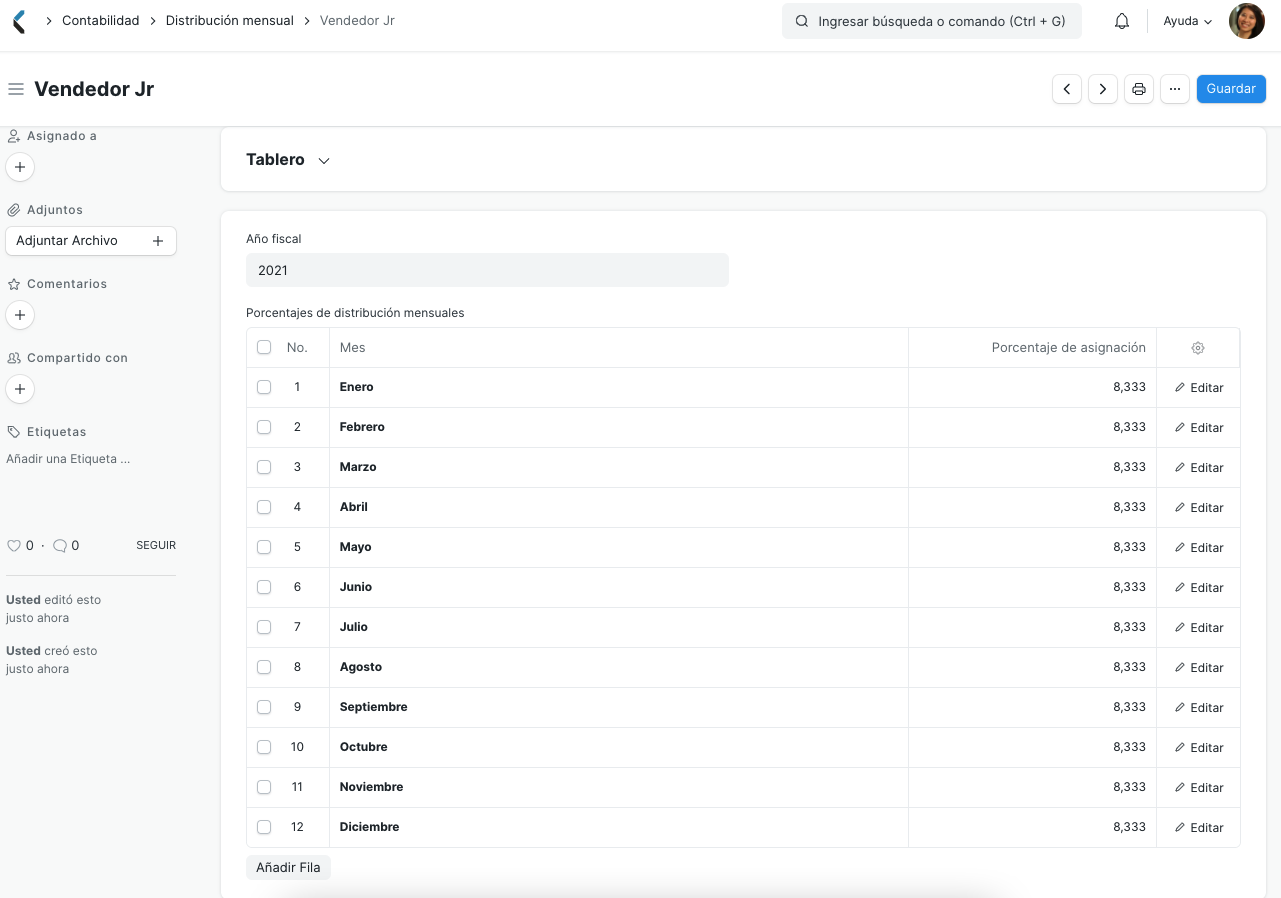 Contabilidad Distribución mensual Vendedor Jr
Ingresar búsqueda o comando (Ctrl + G)
Ayuda
Vendedor Jr
Guardar
Asignado a
Adjuntos
Adjuntar Archivo
Comentarios
Compartido con
Etiquetas
Añadir una Etiqueta ...
0 · 0 SEGUIR
Usted editó esto
justo ahora
Usted creó esto
justo ahora
Tablero
Año fiscal
2021
Porcentajes de distribución mensuales
No. Mes Porcentaje de asignación
1 Enero 8,333 Editar
2 Febrero 8,333 Editar
3 Marzo 8,333 Editar
4 Abril 8,333 Editar
5 Mayo 8,333 Editar
6 Junio 8,333 Editar
7 Julio 8,333 Editar
8 Agosto 8,333 Editar
9 Septiembre 8,333 Editar
10 Octubre 8,333 Editar
11 Noviembre 8,333 Editar
12 Diciembre 8,333 Editar
Añadir Fila